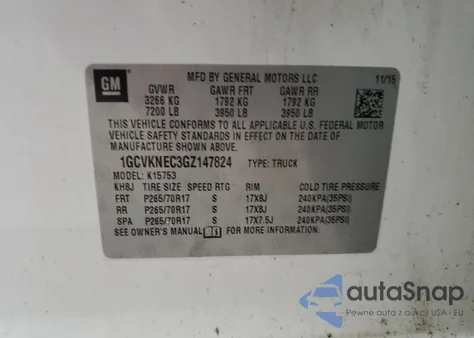 GM
MFD BY GENERAL MOTORS LLC 11/15
GVWR GAWR FRT GAWR RR
3266 KG 1792 KG 1792 KG
7200 LB 3950 LB 3950 LB
THIS VEHICLE CONFORMS TO ALL APPLICABLE U.S. FEDERAL MOTOR
VEHICLE SAFETY STANDARDS IN EFFECT ON THE DATE OF
MANUFACTURE SHOWN ABOVE.
1GCVKNEC3GZ147824 TYPE: TRUCK
MODEL: K15753
KH8J TIRE SIZE SPEED RTG RIM COLD TIRE PRESSURE
FRT P265/70R17 S 17X8J 240KPA(35PSI)
RR P265/70R17 S 17X8J 240KPA(35PSI)
SPA P265/70R17 S 17X7.5J 240KPA(35PSI)
SEE OWNER'S MANUAL FOR MORE INFORMATION
autoSnap
Pewne auta z aukcji USA - EU